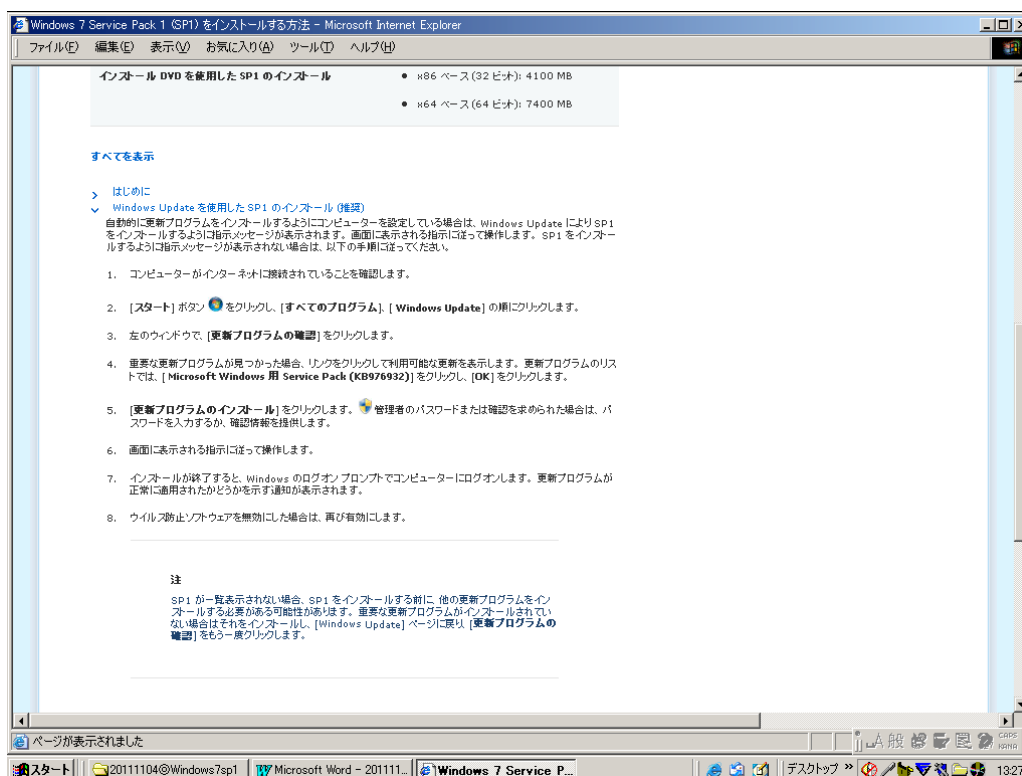 Windows 7 Service Pack 1 (SP1) をインストールする方法 - Microsoft Internet Explorer
ファイル(F) 編集(E) 表示(V) お気に入り(A) ツール(T) ヘルプ(H)
インストール DVD を使用した SP1 のインストール
• x86 ベース (32 ビット): 4100 MB
• x64 ベース (64 ビット): 7400 MB
すべてを表示
はじめに
Windows Update を使用した SP1 のインストール (推奨)
自動的に更新プログラムをインストールするようにコンピューターを設定している場合は、Windows Update により SP1
をインストールするように指示メッセージが表示されます。画面に表示される指示に従って操作します。SP1 をインストー
ルするように指示メッセージが表示されない場合は、以下の手順に従ってください。
1. コンピューターがインターネットに接続されていることを確認します。
2. [スタート] ボタン をクリックし、[すべてのプログラム]、[ Windows Update] の順にクリックします。
3. 左のウィンドウで、[更新プログラムの確認] をクリックします。
4. 重要な更新プログラムが見つかった場合、リンクをクリックして利用可能な更新を表示します。更新プログラムのリス
トでは、[ Microsoft Windows 用 Service Pack (KB976932)] をクリックし、[OK] をクリックします。
5. [更新プログラムのインストール] をクリックします。 管理者のパスワードまたは確認を求められた場合は、パ
スワードを入力するか、確認情報を提供します。
6. 画面に表示される指示に従って操作します。
7. インストールが終了すると、Windows のログオン プロンプトでコンピューターにログオンします。更新プログラムが
正常に適用されたかどうかを示す通知が表示されます。
8. ウイルス防止ソフトウェアを無効にした場合は、再び有効にします。
注
SP1 が一覧表示されない場合、SP1 をインストールする前に、他の更新プログラムをイン
ストールする必要がある可能性があります。重要な更新プログラムがインストールされてい
ない場合はそれをインストールし、[Windows Update] ページに戻り、[更新プログラムの
確認] をもう一度クリックします。
ページが表示されました
A 般 CAPS
KANA
スタート 20111104@Windows7sp1 Microsoft Word - 201111... Windows 7 Service P... デスクトップ » 13:27